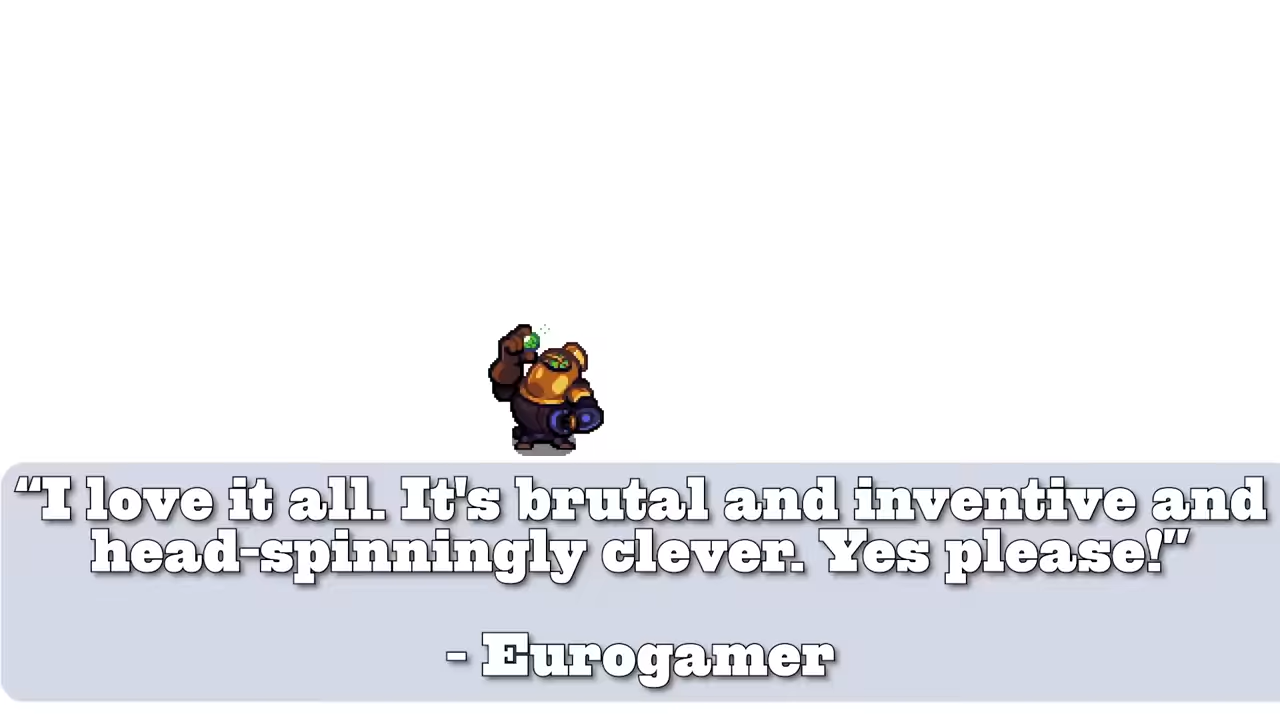 “I love it all. It's brutal and inventive and
head-spinningly clever. Yes please!”
- Eurogamer